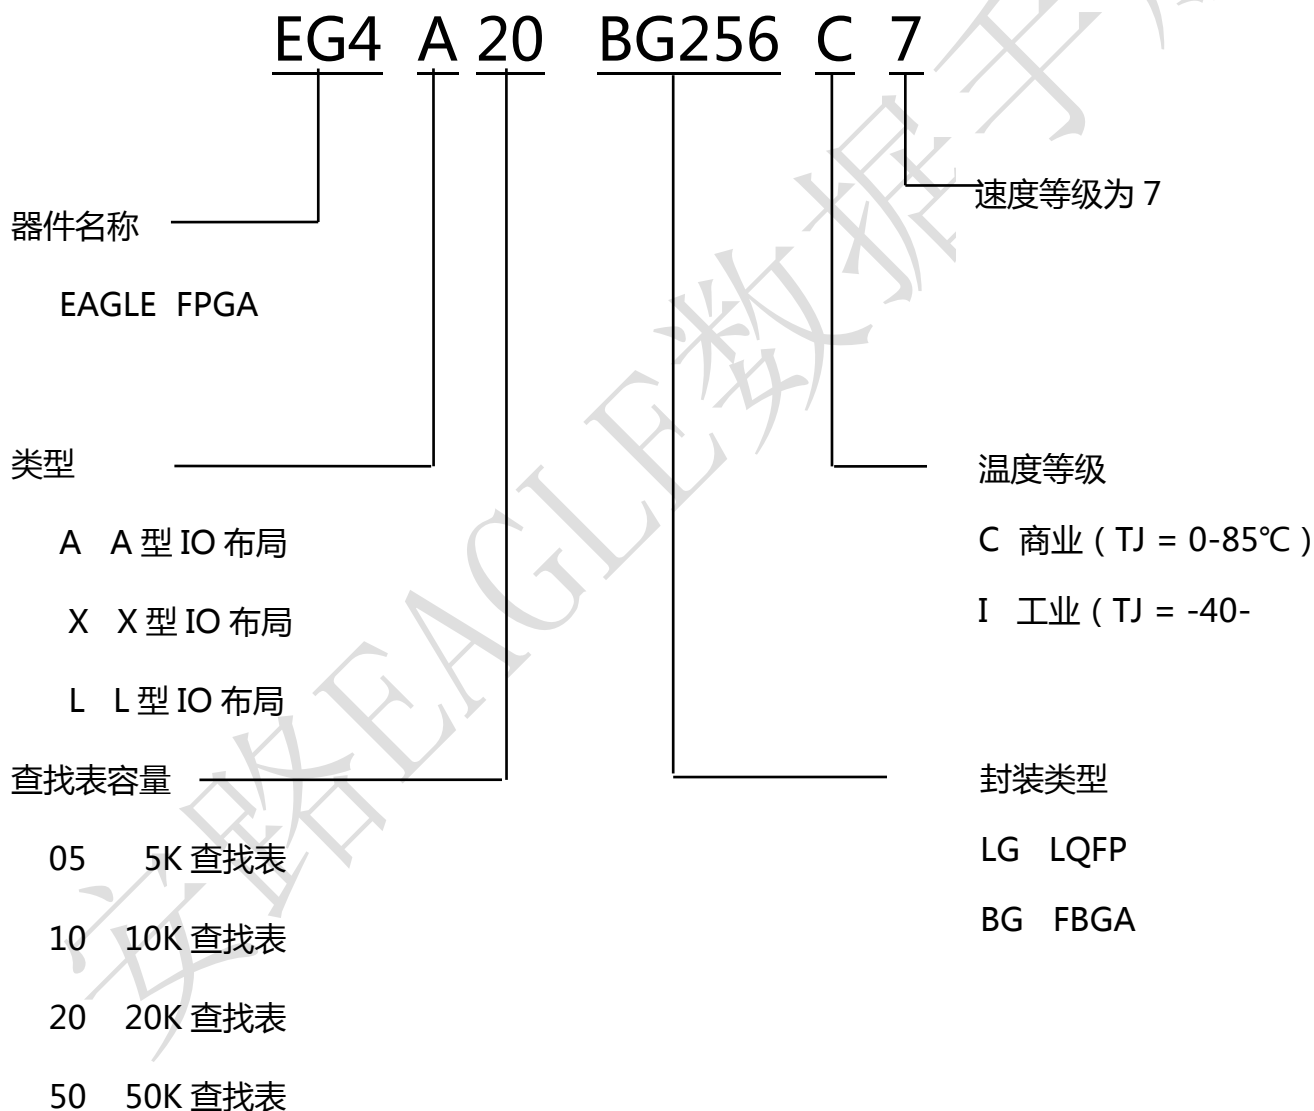 EG4 A 20 BG256 C 7
速度等级为 7
器件名称
EAGLE FPGA
类型
A A 型 IO 布局
X X 型 IO 布局
L L 型 IO 布局
查找表容量
05 5K 查找表
10 10K 查找表
20 20K 查找表
50 50K 查找表
温度等级
C 商业（TJ = 0-85℃）
I 工业（TJ = -40-
封装类型
LG LQFP
BG FBGA
安路EAGLE数据手